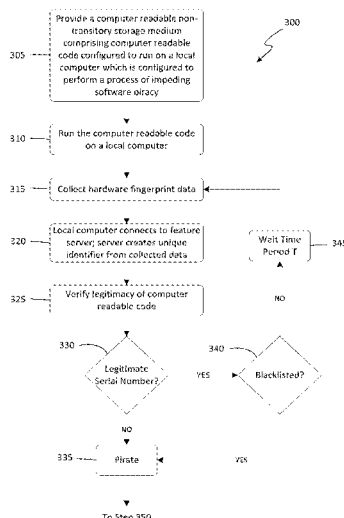 300
305
Provide a computer readable non-
transitory storage medium
comprising computer readable
code configured to run on a local
computer which is configured to
perform a process of impeding
software piracy
310
Run the computer readable code
on a local computer
315
Collect hardware fingerprint data
320
Local computer connects to feature
server; server creates unique
identifier from collected data
Wait Time
Period T
345
325
Verify legitimacy of computer
readable code
NO
330
Legitimate
Serial Number?
YES
340
Blacklisted?
NO
335
Pirate
YES
To Step 350